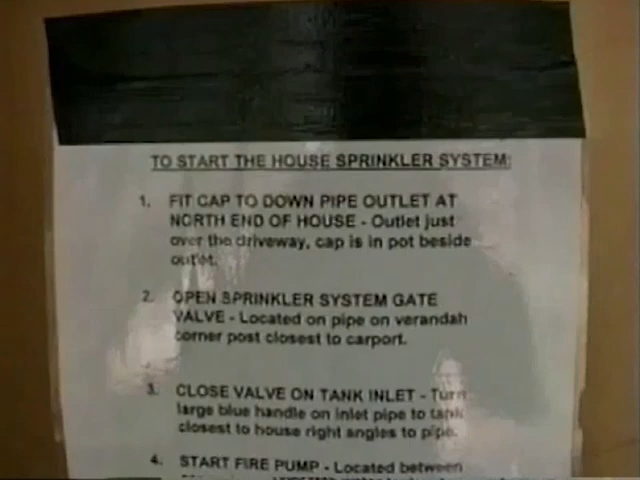 TO START THE HOUSE SPRINKLER SYSTEM:
1. FIT CAP TO DOWN PIPE OUTLET AT
NORTH END OF HOUSE - Outlet just
over the driveway, cap is in pot beside
outlet.
2. OPEN SPRINKLER SYSTEM GATE
VALVE - Located on pipe on verandah
corner post closest to carport.
3. CLOSE VALVE ON TANK INLET - Turn
large blue handle on inlet pipe to tank
closest to house right angles to pipe.
4. START FIRE PUMP - Located between